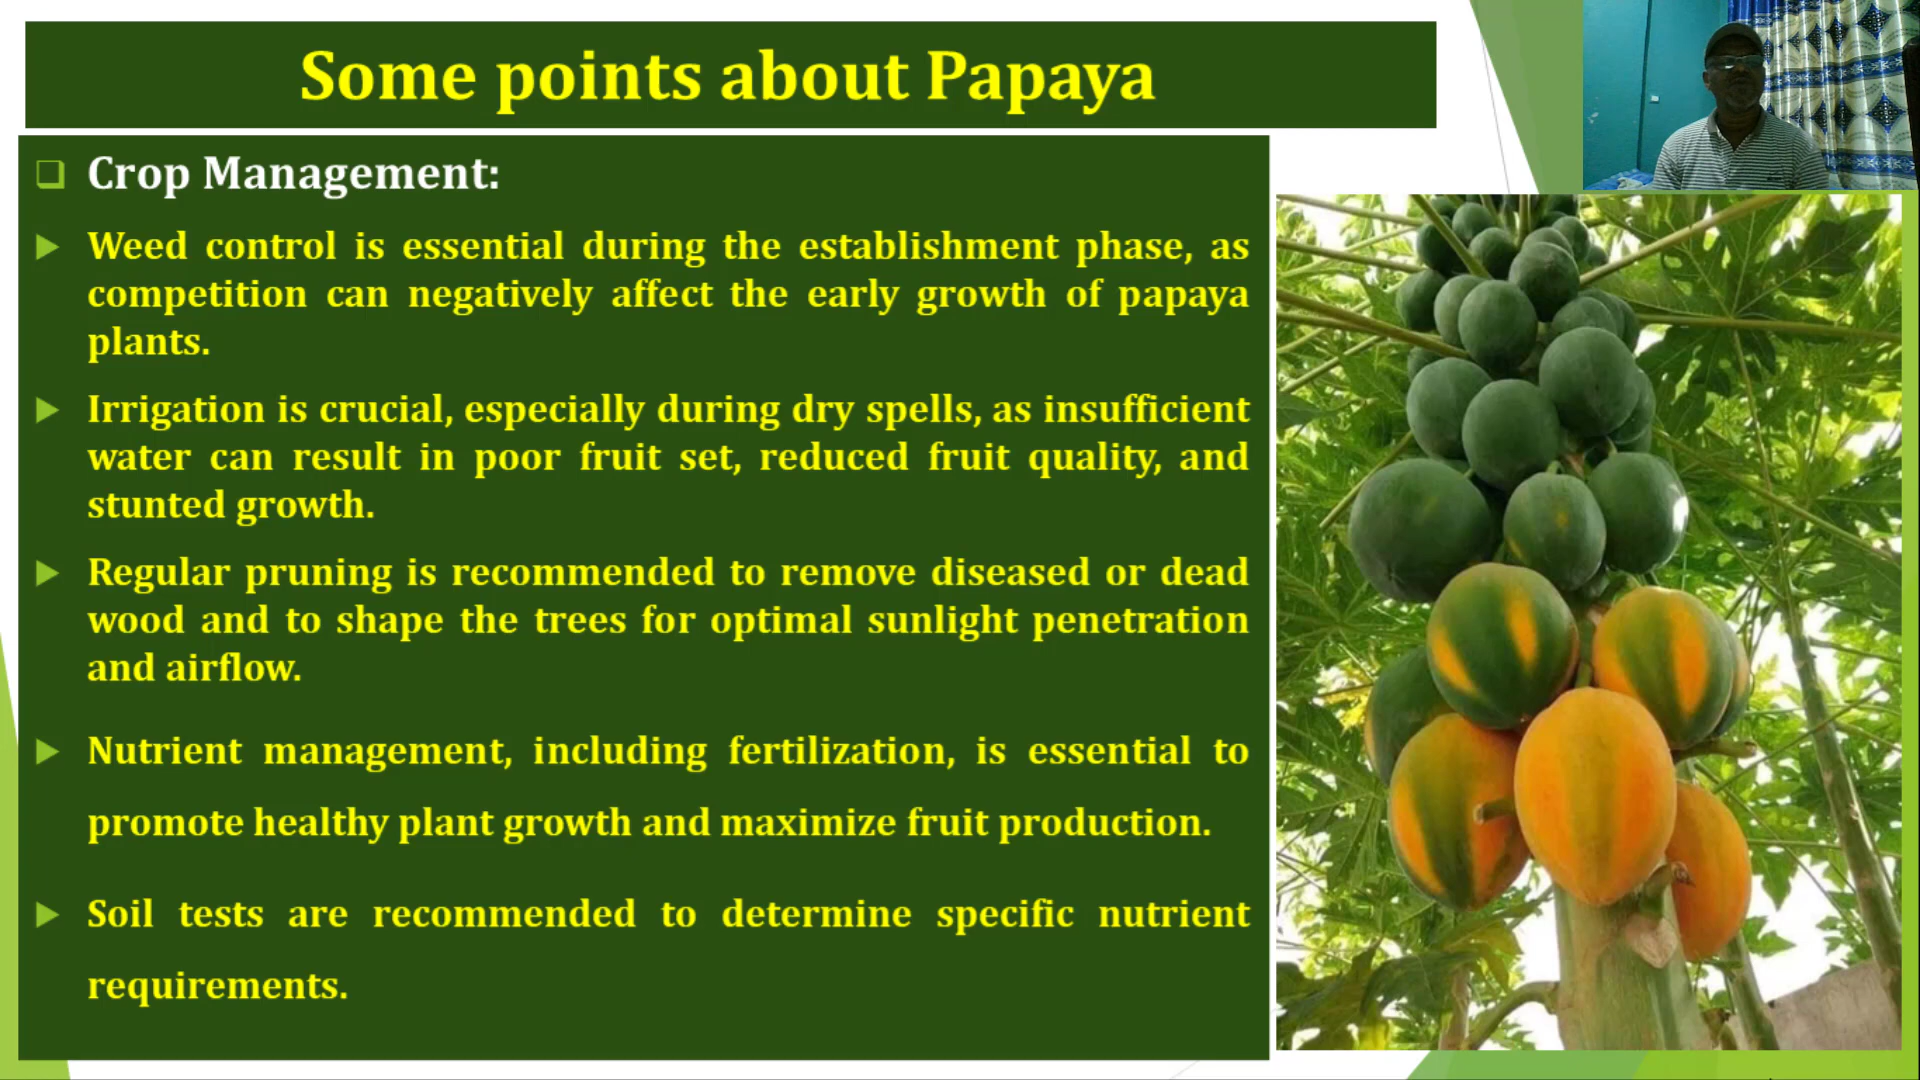 Some points about Papaya
Crop Management:
Weed control is essential during the establishment phase, as
competition can negatively affect the early growth of papaya
plants.
Irrigation is crucial, especially during dry spells, as insufficient
water can result in poor fruit set, reduced fruit quality, and
stunted growth.
Regular pruning is recommended to remove diseased or dead
wood and to shape the trees for optimal sunlight penetration
and airflow.
Nutrient management, including fertilization, is essential to
promote healthy plant growth and maximize fruit production.
Soil tests are recommended to determine specific nutrient
requirements.